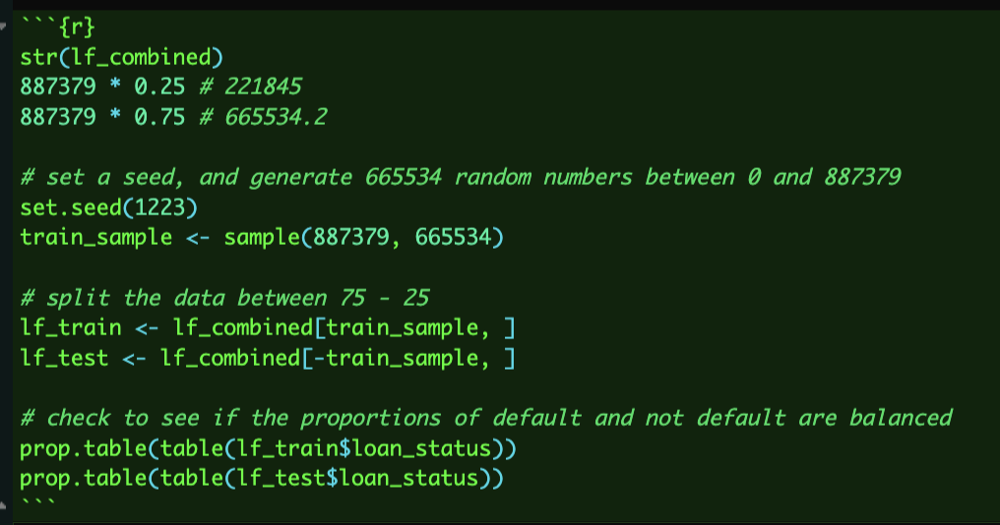 ```{r}
str(lf_combined)
887379 * 0.25 # 221845
887379 * 0.75 # 665534.2
# set a seed, and generate 665534 random numbers between 0 and 887379
set.seed(1223)
train_sample <- sample(887379, 665534)
# split the data between 75 - 25
lf_train <- lf_combined[train_sample, ]
lf_test <- lf_combined[-train_sample, ]
# check to see if the proportions of default and not default are balanced
prop.table(table(lf_train$loan_status))
prop.table(table(lf_test$loan_status))
```